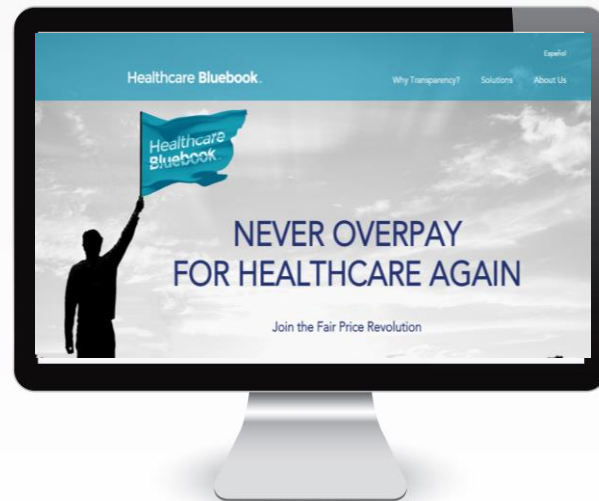 Español
Healthcare Bluebook.
Why Transparency?
Solutions
About Us
Healthcare
Bluebook
NEVER OVERPAY
FOR HEALTHCARE AGAIN
Join the Fair Price Revolution